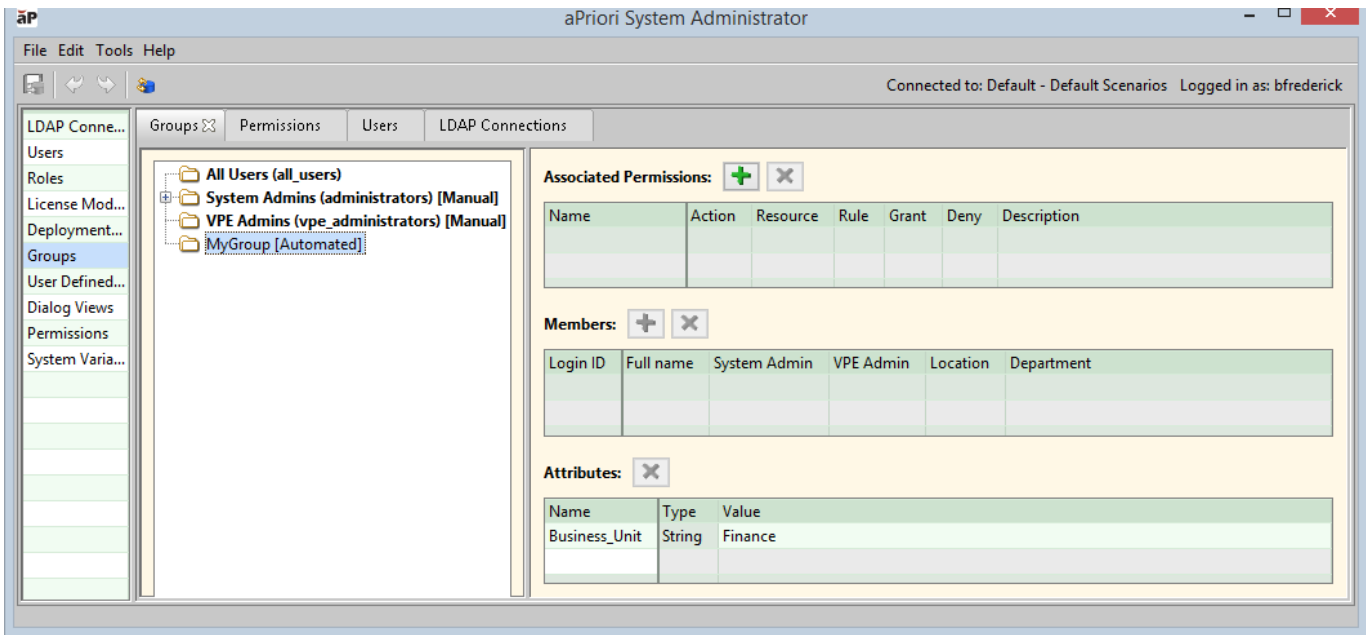 āP aPriori System Administrator
File Edit Tools Help
Connected to: Default - Default Scenarios Logged in as: bfrederick
LDAP Conne...
Users
Roles
License Mod...
Deployment...
Groups
User Defined...
Dialog Views
Permissions
System Varia...
Groups Permissions Users LDAP Connections
All Users (all_users)
System Admins (administrators) [Manual]
VPE Admins (vpe_administrators) [Manual]
MyGroup [Automated]
Associated Permissions:
Name Action Resource Rule Grant Deny Description
Members:
Login ID Full name System Admin VPE Admin Location Department
Attributes:
Name Type Value
Business_Unit String Finance